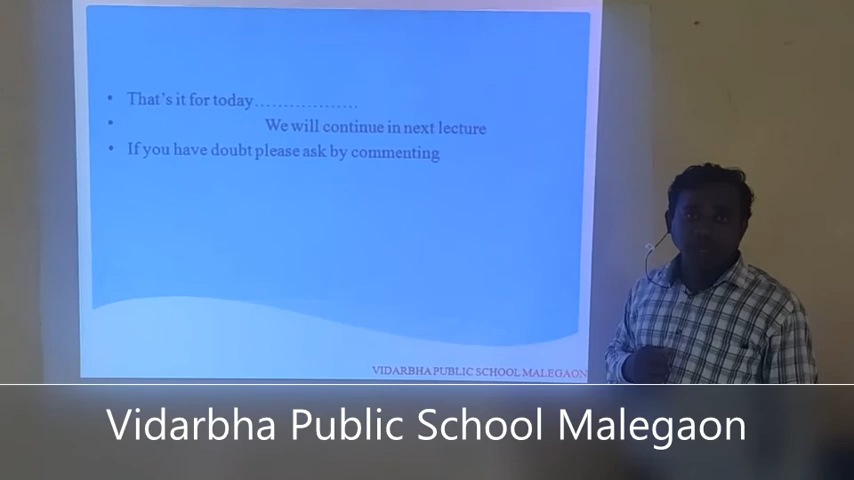 • That's it for today..................
• We will continue in next lecture
• If you have doubt please ask by commenting
VIDARBHA PUBLIC SCHOOL MALEGAON
Vidarbha Public School Malegaon